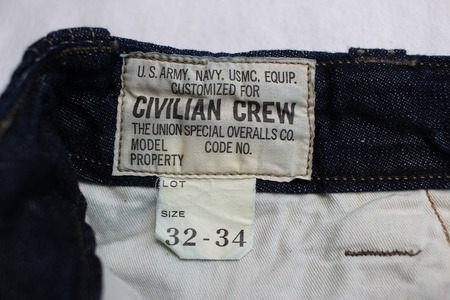 U.S. ARMY. NAVY. USMC. EQUIP.
CUSTOMIZED FOR
CIVILIAN CREW
THE UNION SPECIAL OVERALLS CO.
MODEL CODE NO.
PROPERTY
LOT
SIZE
32-34